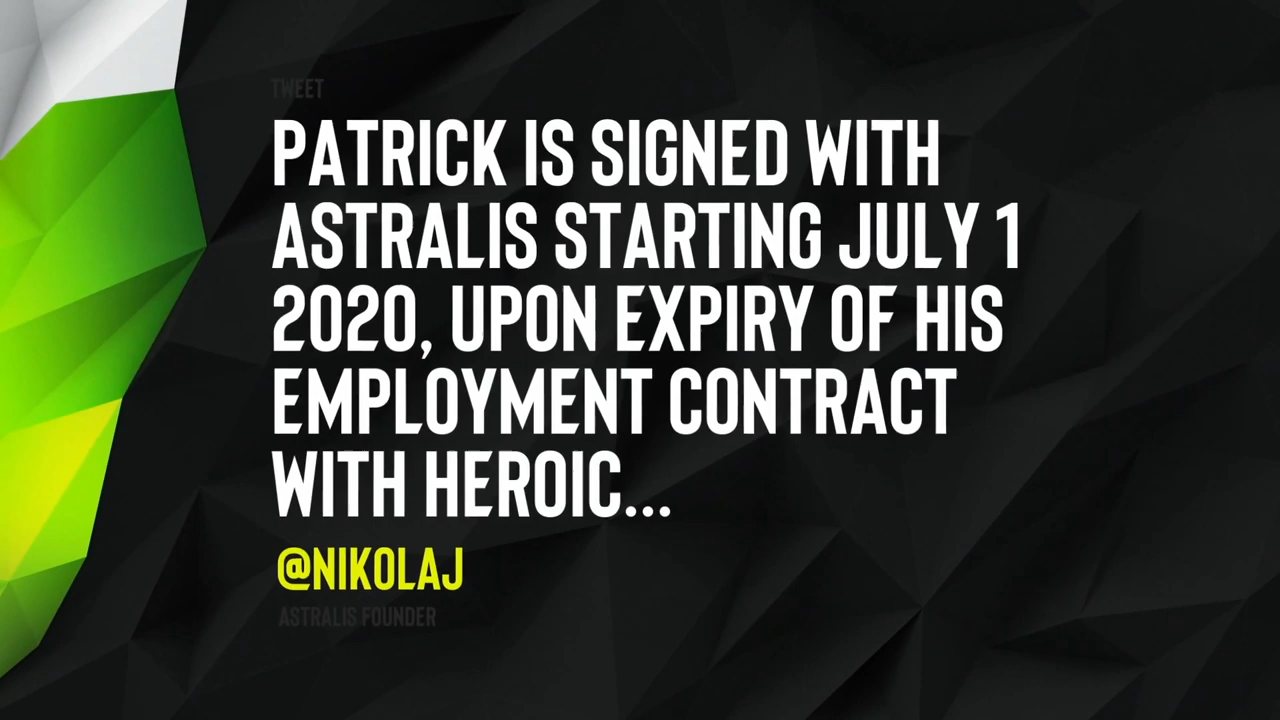 TWEET
PATRICK IS SIGNED WITH
ASTRALIS STARTING JULY 1
2020, UPON EXPIRY OF HIS
EMPLOYMENT CONTRACT
WITH HEROIC...
@NIKOLAJ
ASTRALIS FOUNDER